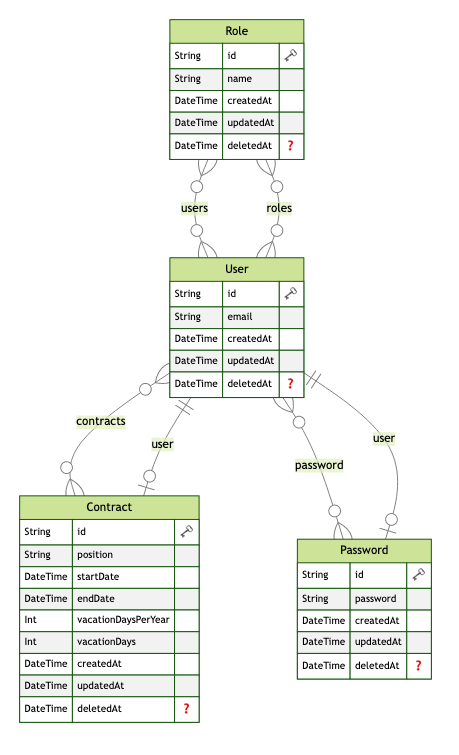 Role
String id
String name
DateTime createdAt
DateTime updatedAt
DateTime deletedAt ?
users roles
User
String id
String email
DateTime createdAt
DateTime updatedAt
DateTime deletedAt ?
contracts
user
user
password
Contract
String id
String position
DateTime startDate
DateTime endDate
Int vacationDaysPerYear
Int vacationDays
DateTime createdAt
DateTime updatedAt
DateTime deletedAt ?
Password
String id
String password
DateTime createdAt
DateTime updatedAt
DateTime deletedAt ?